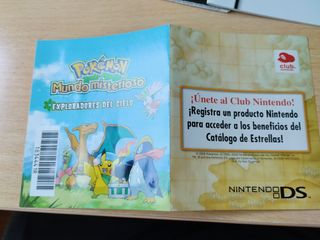 POKÉMON
Mundo misterioso
EXPLORADORES DEL CIELO
club
¡Únete al Club Nintendo!
¡Registra un producto Nintendo
para acceder a los beneficios del
Catálogo de Estrellas!
NINTENDO DS